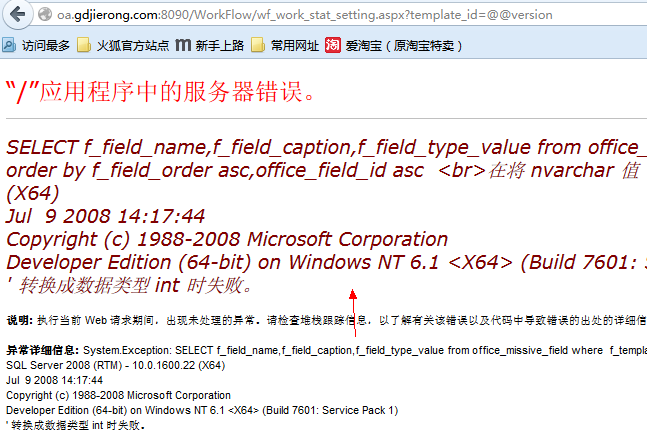 oa.gdjierong.com:8090/WorkFlow/wf_work_stat_setting.aspx?template_id=@@version
访问最多 火狐官方站点 新手上路 常用网址 淘 爱淘宝（原淘宝特卖）
“/”应用程序中的服务器错误。
SELECT f_field_name,f_field_caption,f_field_type_value from office_
order by f_field_order asc,office_field_id asc <br>在将 nvarchar 值
(X64)
Jul 9 2008 14:17:44
Copyright (c) 1988-2008 Microsoft Corporation
Developer Edition (64-bit) on Windows NT 6.1 <X64> (Build 7601: S
' 转换成数据类型 int 时失败。
说明: 执行当前 Web 请求期间，出现未处理的异常。请检查堆栈跟踪信息，以了解有关该错误以及代码中导致错误的出处的详细信
异常详细信息: System.Exception: SELECT f_field_name,f_field_caption,f_field_type_value from office_missive_field where f_templa
SQL Server 2008 (RTM) - 10.0.1600.22 (X64)
Jul 9 2008 14:17:44
Copyright (c) 1988-2008 Microsoft Corporation
Developer Edition (64-bit) on Windows NT 6.1 <X64> (Build 7601: Service Pack 1)
' 转换成数据类型 int 时失败。